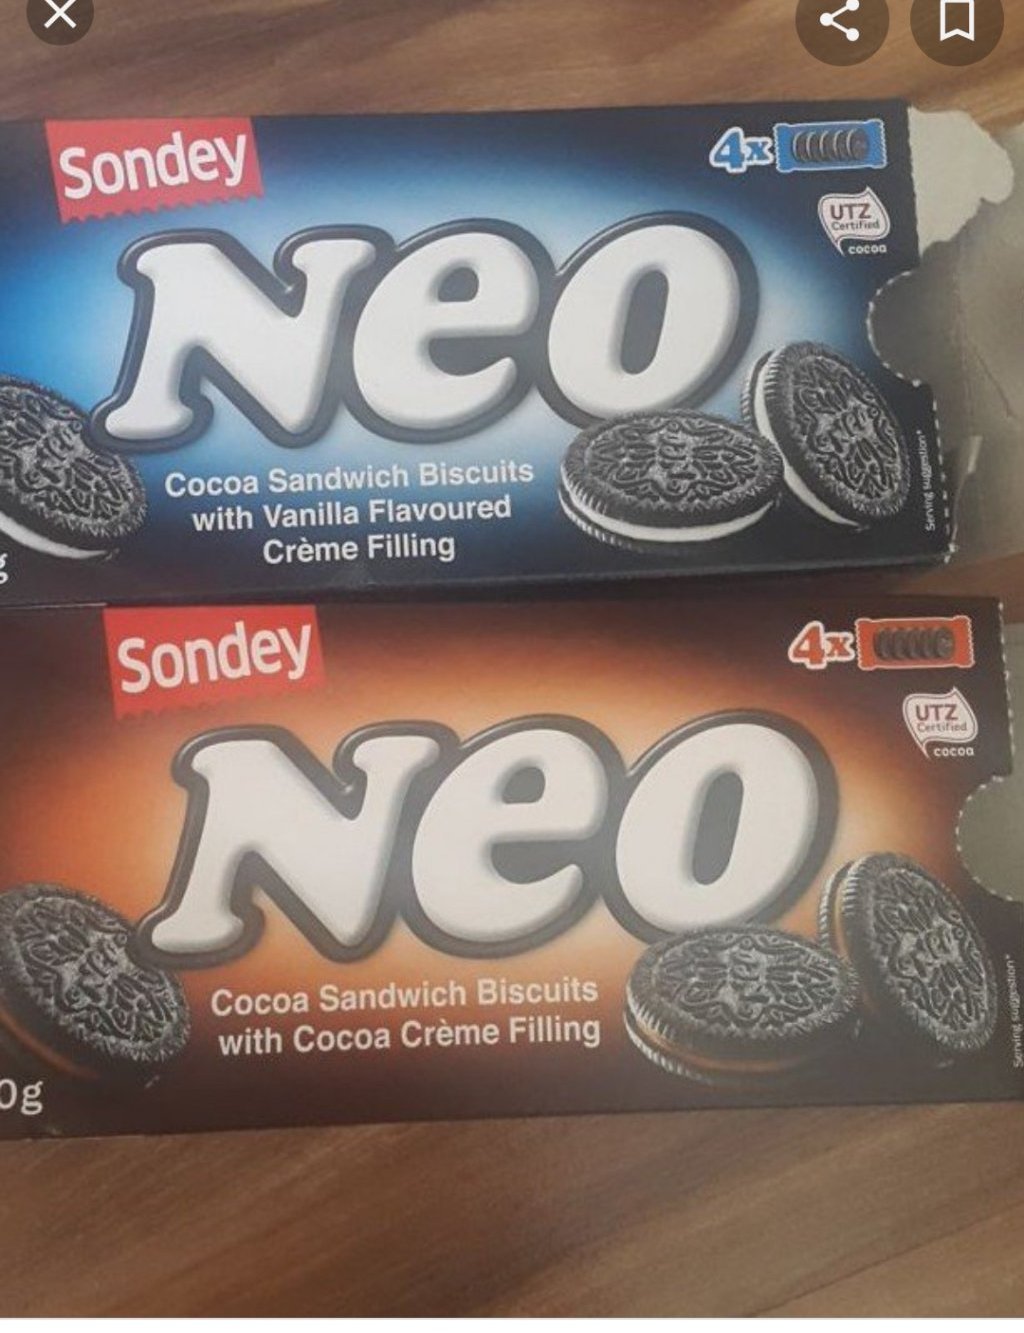 Sondey
4x
UTZ
Certified
cocoa
Neo
Cocoa Sandwich Biscuits
with Vanilla Flavoured
Crème Filling
Serving suggestion*
g
Sondey
4x
UTZ
Certified
cocoa
Neo
Cocoa Sandwich Biscuits
with Cocoa Crème Filling
Serving suggestion*
0g